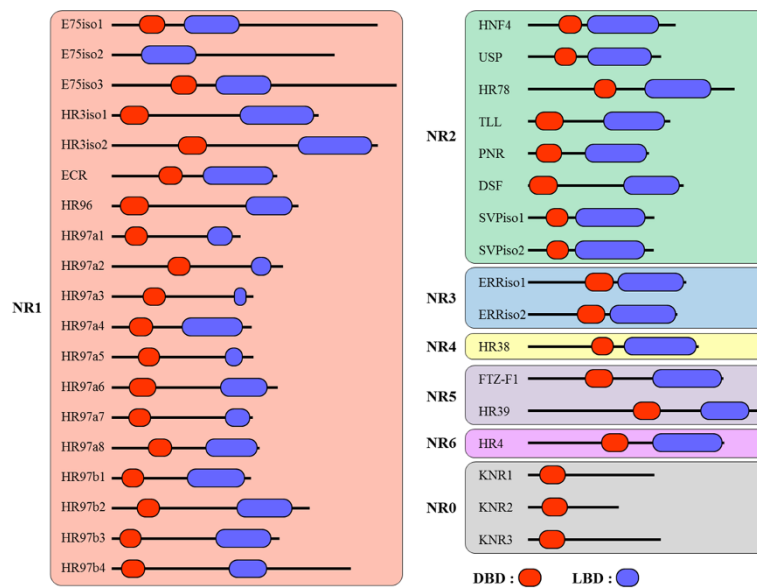 NR1
E75iso1
E75iso2
E75iso3
HR3iso1
HR3iso2
ECR
HR96
HR97a1
HR97a2
HR97a3
HR97a4
HR97a5
HR97a6
HR97a7
HR97a8
HR97b1
HR97b2
HR97b3
HR97b4
NR2
HNF4
USP
HR78
TLL
PNR
DSF
SVPiso1
SVPiso2
NR3
ERRiso1
ERRiso2
NR4
HR38
NR5
FTZ-F1
HR39
NR6
HR4
NR0
KNR1
KNR2
KNR3
DBD : LBD :